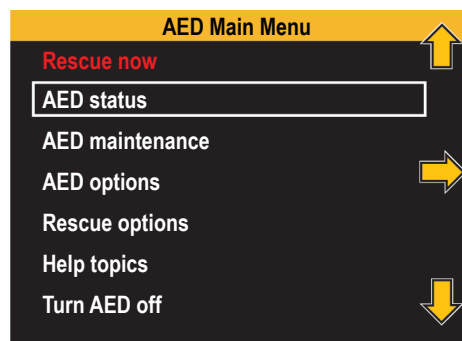 AED Main Menu
Rescue now
AED status
AED maintenance
AED options
Rescue options
Help topics
Turn AED off